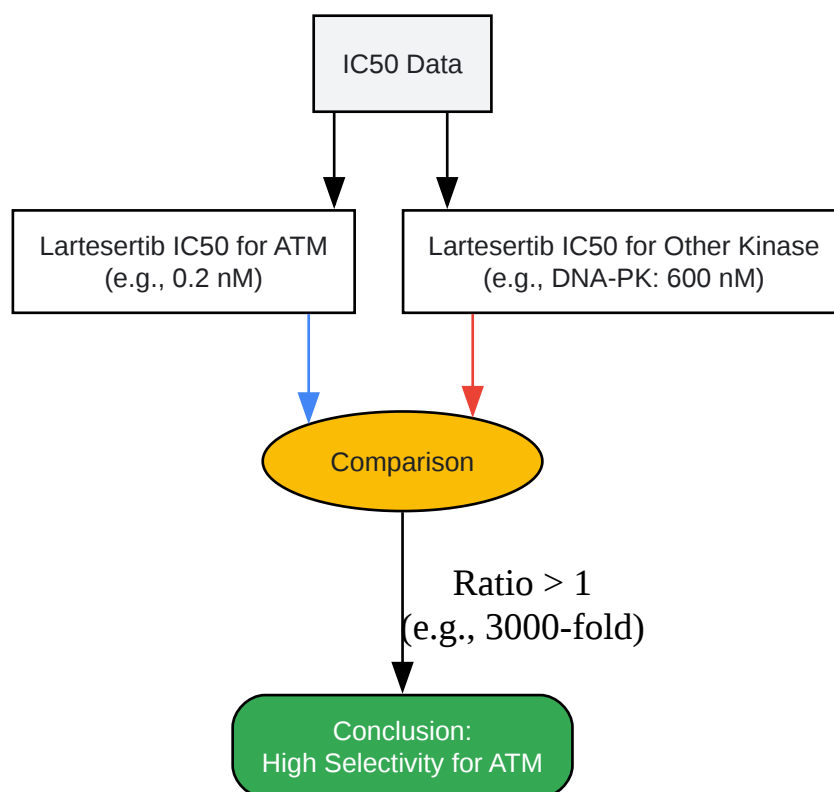 IC50 Data
Lartesertib IC50 for ATM
(e.g., 0.2 nM)
Lartesertib IC50 for Other Kinase
(e.g., DNA-PK: 600 nM)
Comparison
Ratio > 1
(e.g., 3000-fold)
Conclusion:
High Selectivity for ATM